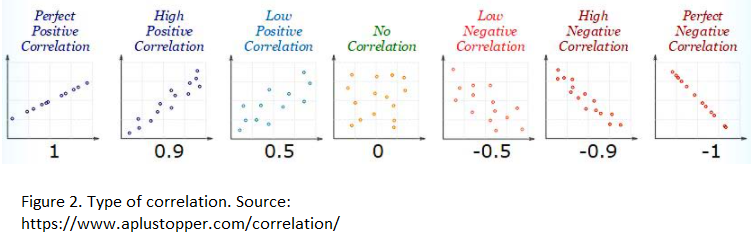 Perfect
Positive
Correlation
High
Positive
Correlation
Low
Positive
Correlation
No
Correlation
Low
Negative
Correlation
High
Negative
Correlation
Perfect
Negative
Correlation
1
0.9
0.5
0
-0.5
-0.9
-1
Figure 2. Type of correlation. Source:
https://www.aplustopper.com/correlation/